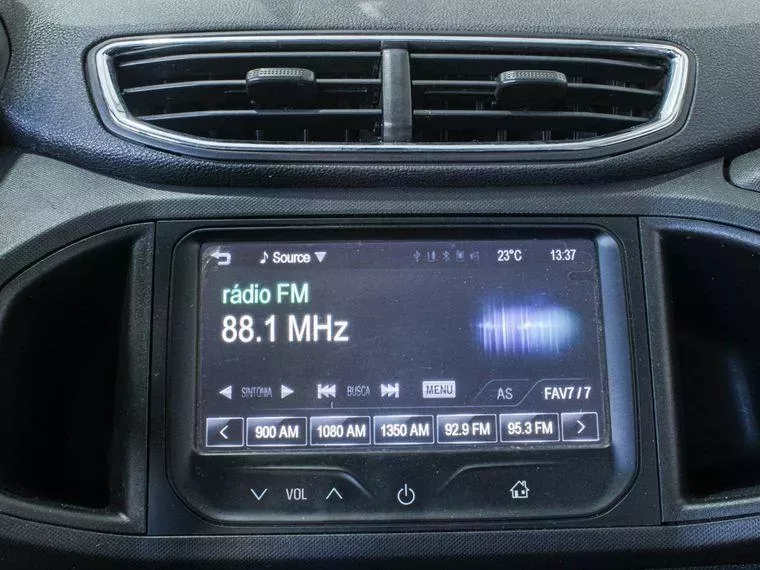 Source 23°C 13:37
rádio FM
88.1 MHz
SINTONIA BUSCA MENU AS FAV7 / 7
900 AM 1080 AM 1350 AM 92.9 FM 95.3 FM
VOL